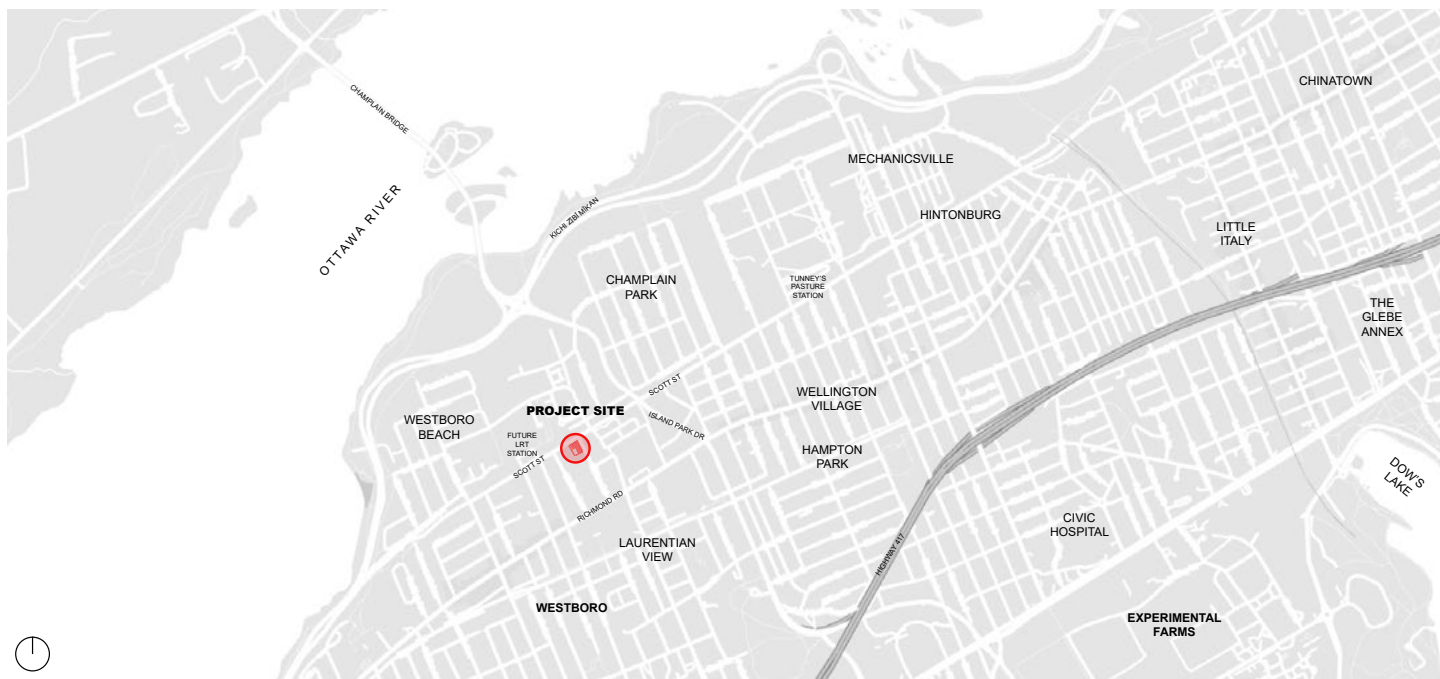 CHINATOWN
CHAMPLAIN BRIDGE
MECHANICSVILLE
OTTAWA RIVER
KICHI ZIBĪ MĪKAN
HINTONBURG
LITTLE
ITALY
CHAMPLAIN
PARK
TUNNEY'S
PASTURE
STATION
THE
GLEBE
ANNEX
SCOTT ST
WELLINGTON
VILLAGE
PROJECT SITE
ISLAND PARK DR
WESTBORO
BEACH
FUTURE
LRT
STATION
SCOTT ST
HAMPTON
PARK
DOW'S
LAKE
RICHMOND RD
CIVIC
HOSPITAL
LAURENTIAN
VIEW
HIGHWAY 417
WESTBORO
EXPERIMENTAL
FARMS